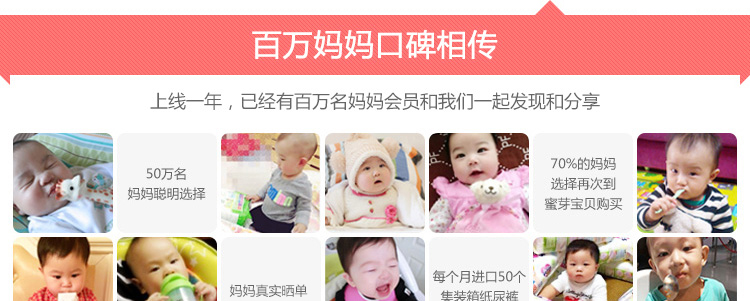 百万妈妈口碑相传
上线一年，已经有百万名妈妈会员和我们一起发现和分享
50万名
妈妈聪明选择
70%的妈妈
选择再次到
蜜芽宝贝购买
妈妈真实晒单
每个月进口50个
集装箱纸尿裤